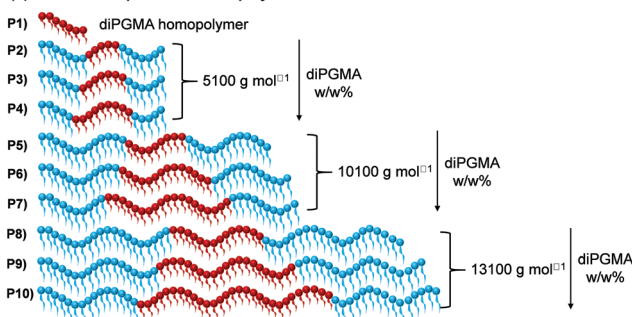 P1) diPGMA homopolymer
P2)
P3)
P4)
5100 g mol□1
diPGMA
w/w%
P5)
P6)
P7)
10100 g mol□1
diPGMA
w/w%
P8)
P9)
P10)
13100 g mol□1
diPGMA
w/w%